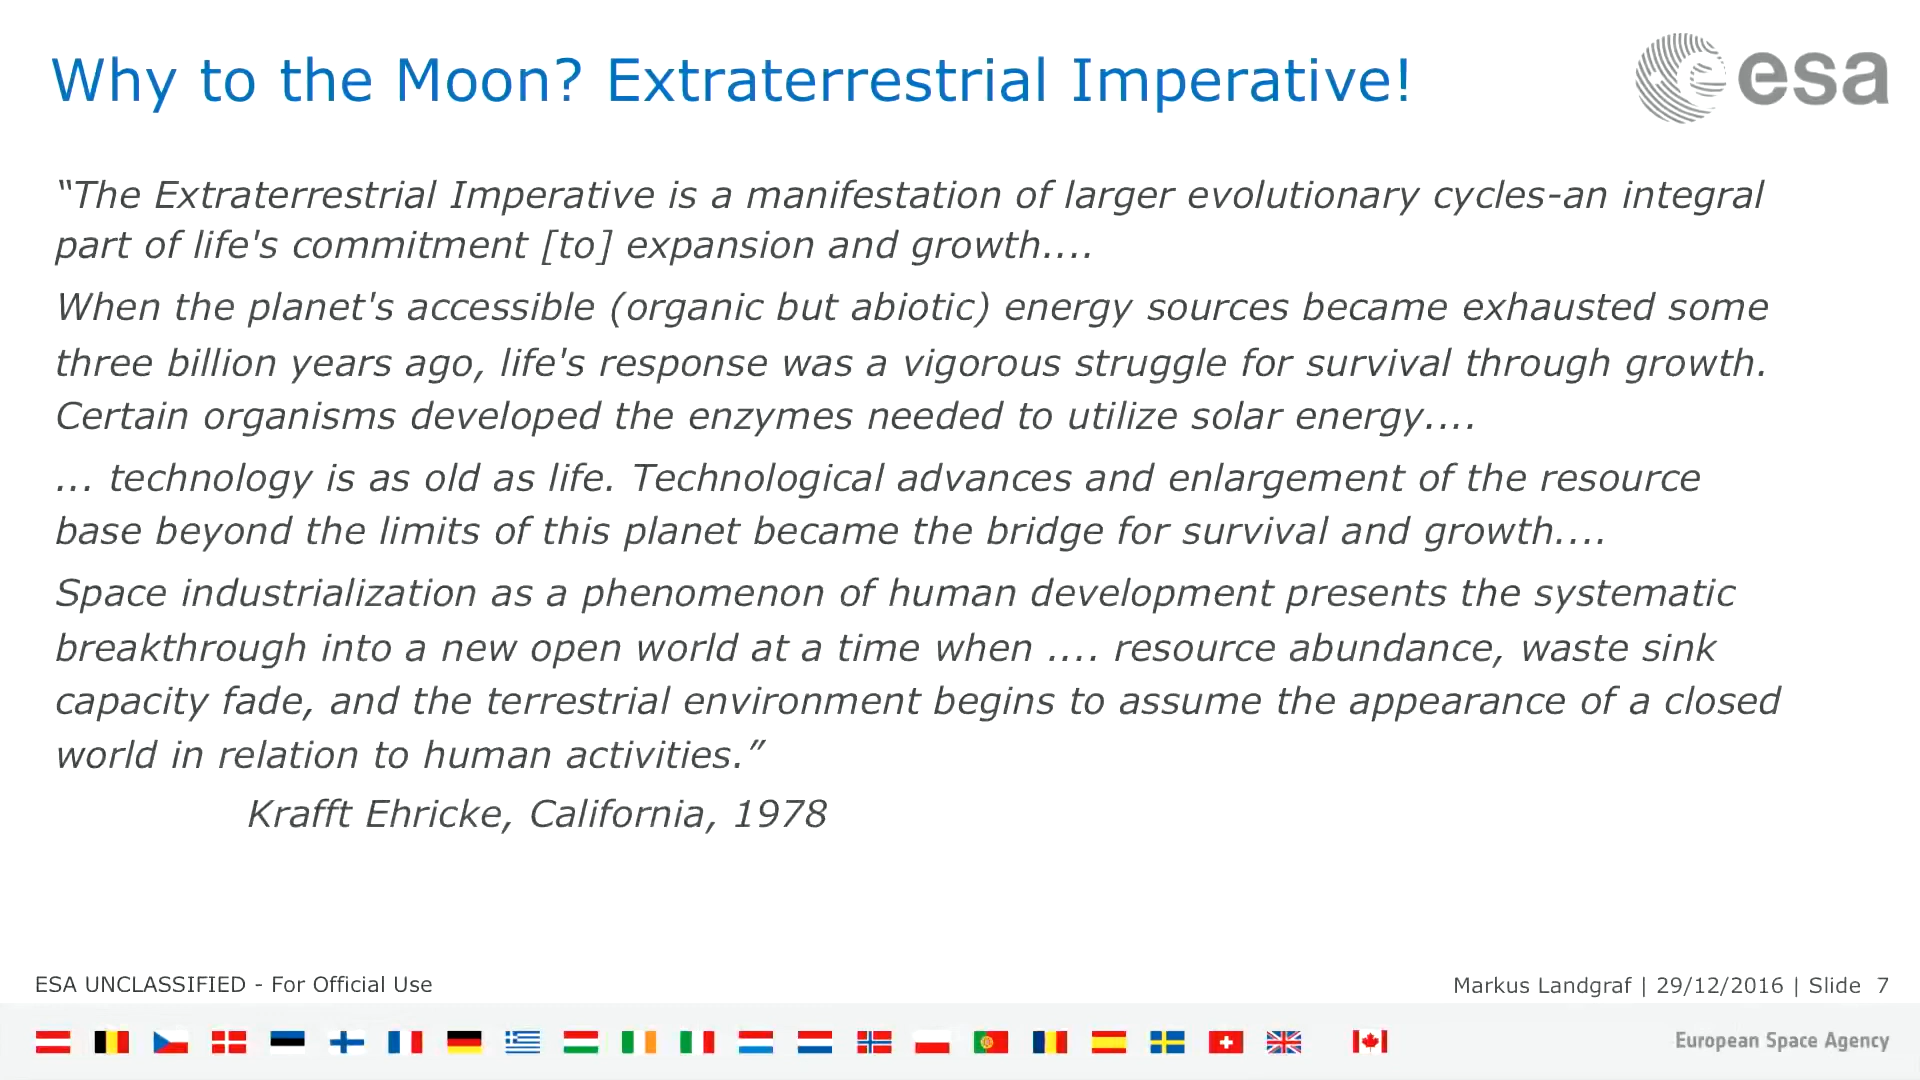 Why to the Moon? Extraterrestrial Imperative!
esa
“The Extraterrestrial Imperative is a manifestation of larger evolutionary cycles-an integral
part of life's commitment [to] expansion and growth....
When the planet's accessible (organic but abiotic) energy sources became exhausted some
three billion years ago, life's response was a vigorous struggle for survival through growth.
Certain organisms developed the enzymes needed to utilize solar energy....
... technology is as old as life. Technological advances and enlargement of the resource
base beyond the limits of this planet became the bridge for survival and growth....
Space industrialization as a phenomenon of human development presents the systematic
breakthrough into a new open world at a time when .... resource abundance, waste sink
capacity fade, and the terrestrial environment begins to assume the appearance of a closed
world in relation to human activities.”
Krafft Ehricke, California, 1978
ESA UNCLASSIFIED - For Official Use
Markus Landgraf | 29/12/2016 | Slide 7
European Space Agency